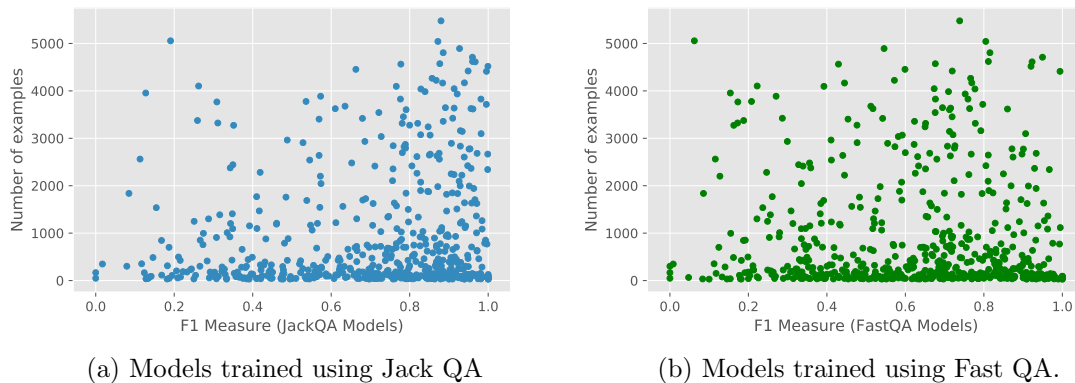 5000
4000
3000
2000
1000
0
Number of examples
0.0 0.2 0.4 0.6 0.8 1.0
F1 Measure (JackQA Models)
(a) Models trained using Jack QA
5000
4000
3000
2000
1000
0
Number of examples
0.0 0.2 0.4 0.6 0.8 1.0
F1 Measure (FastQA Models)
(b) Models trained using Fast QA.